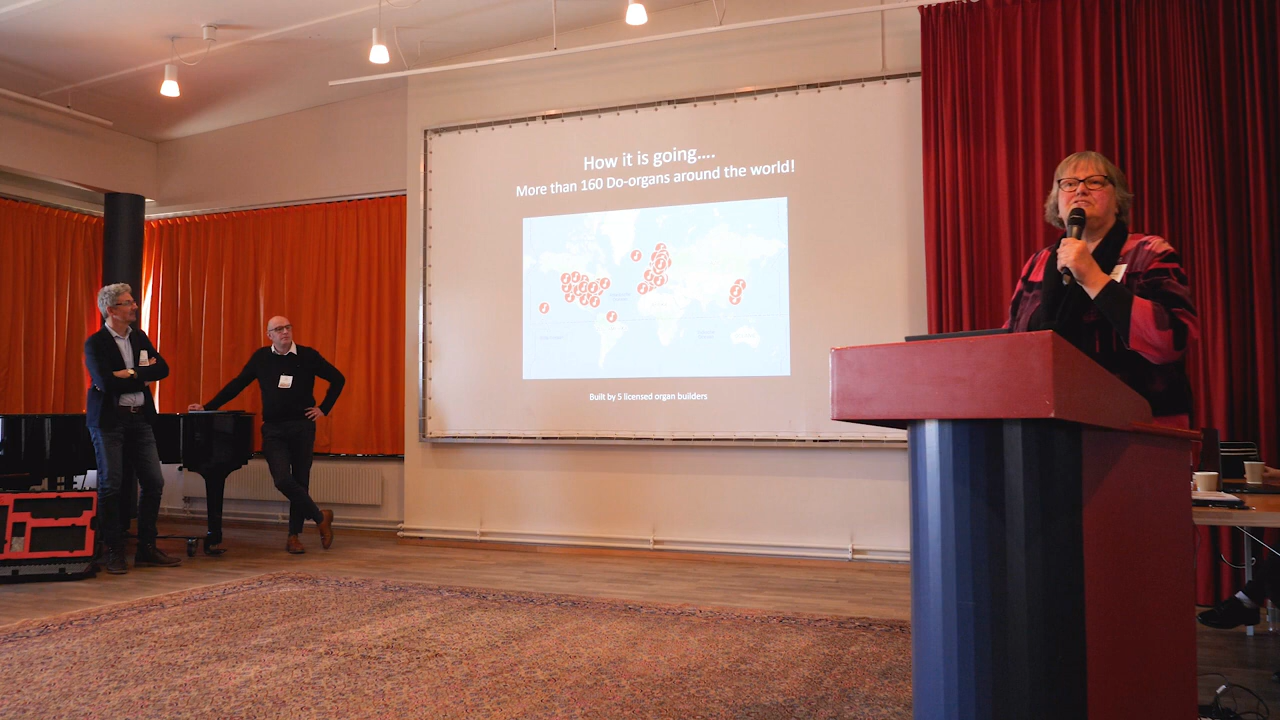 How it is going....
More than 160 Do-organs around the world!
Built by 5 licensed organ builders